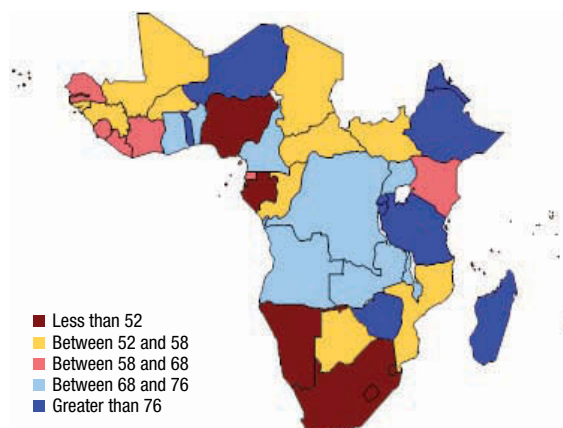 Less than 52
Between 52 and 58
Between 58 and 68
Between 68 and 76
Greater than 76